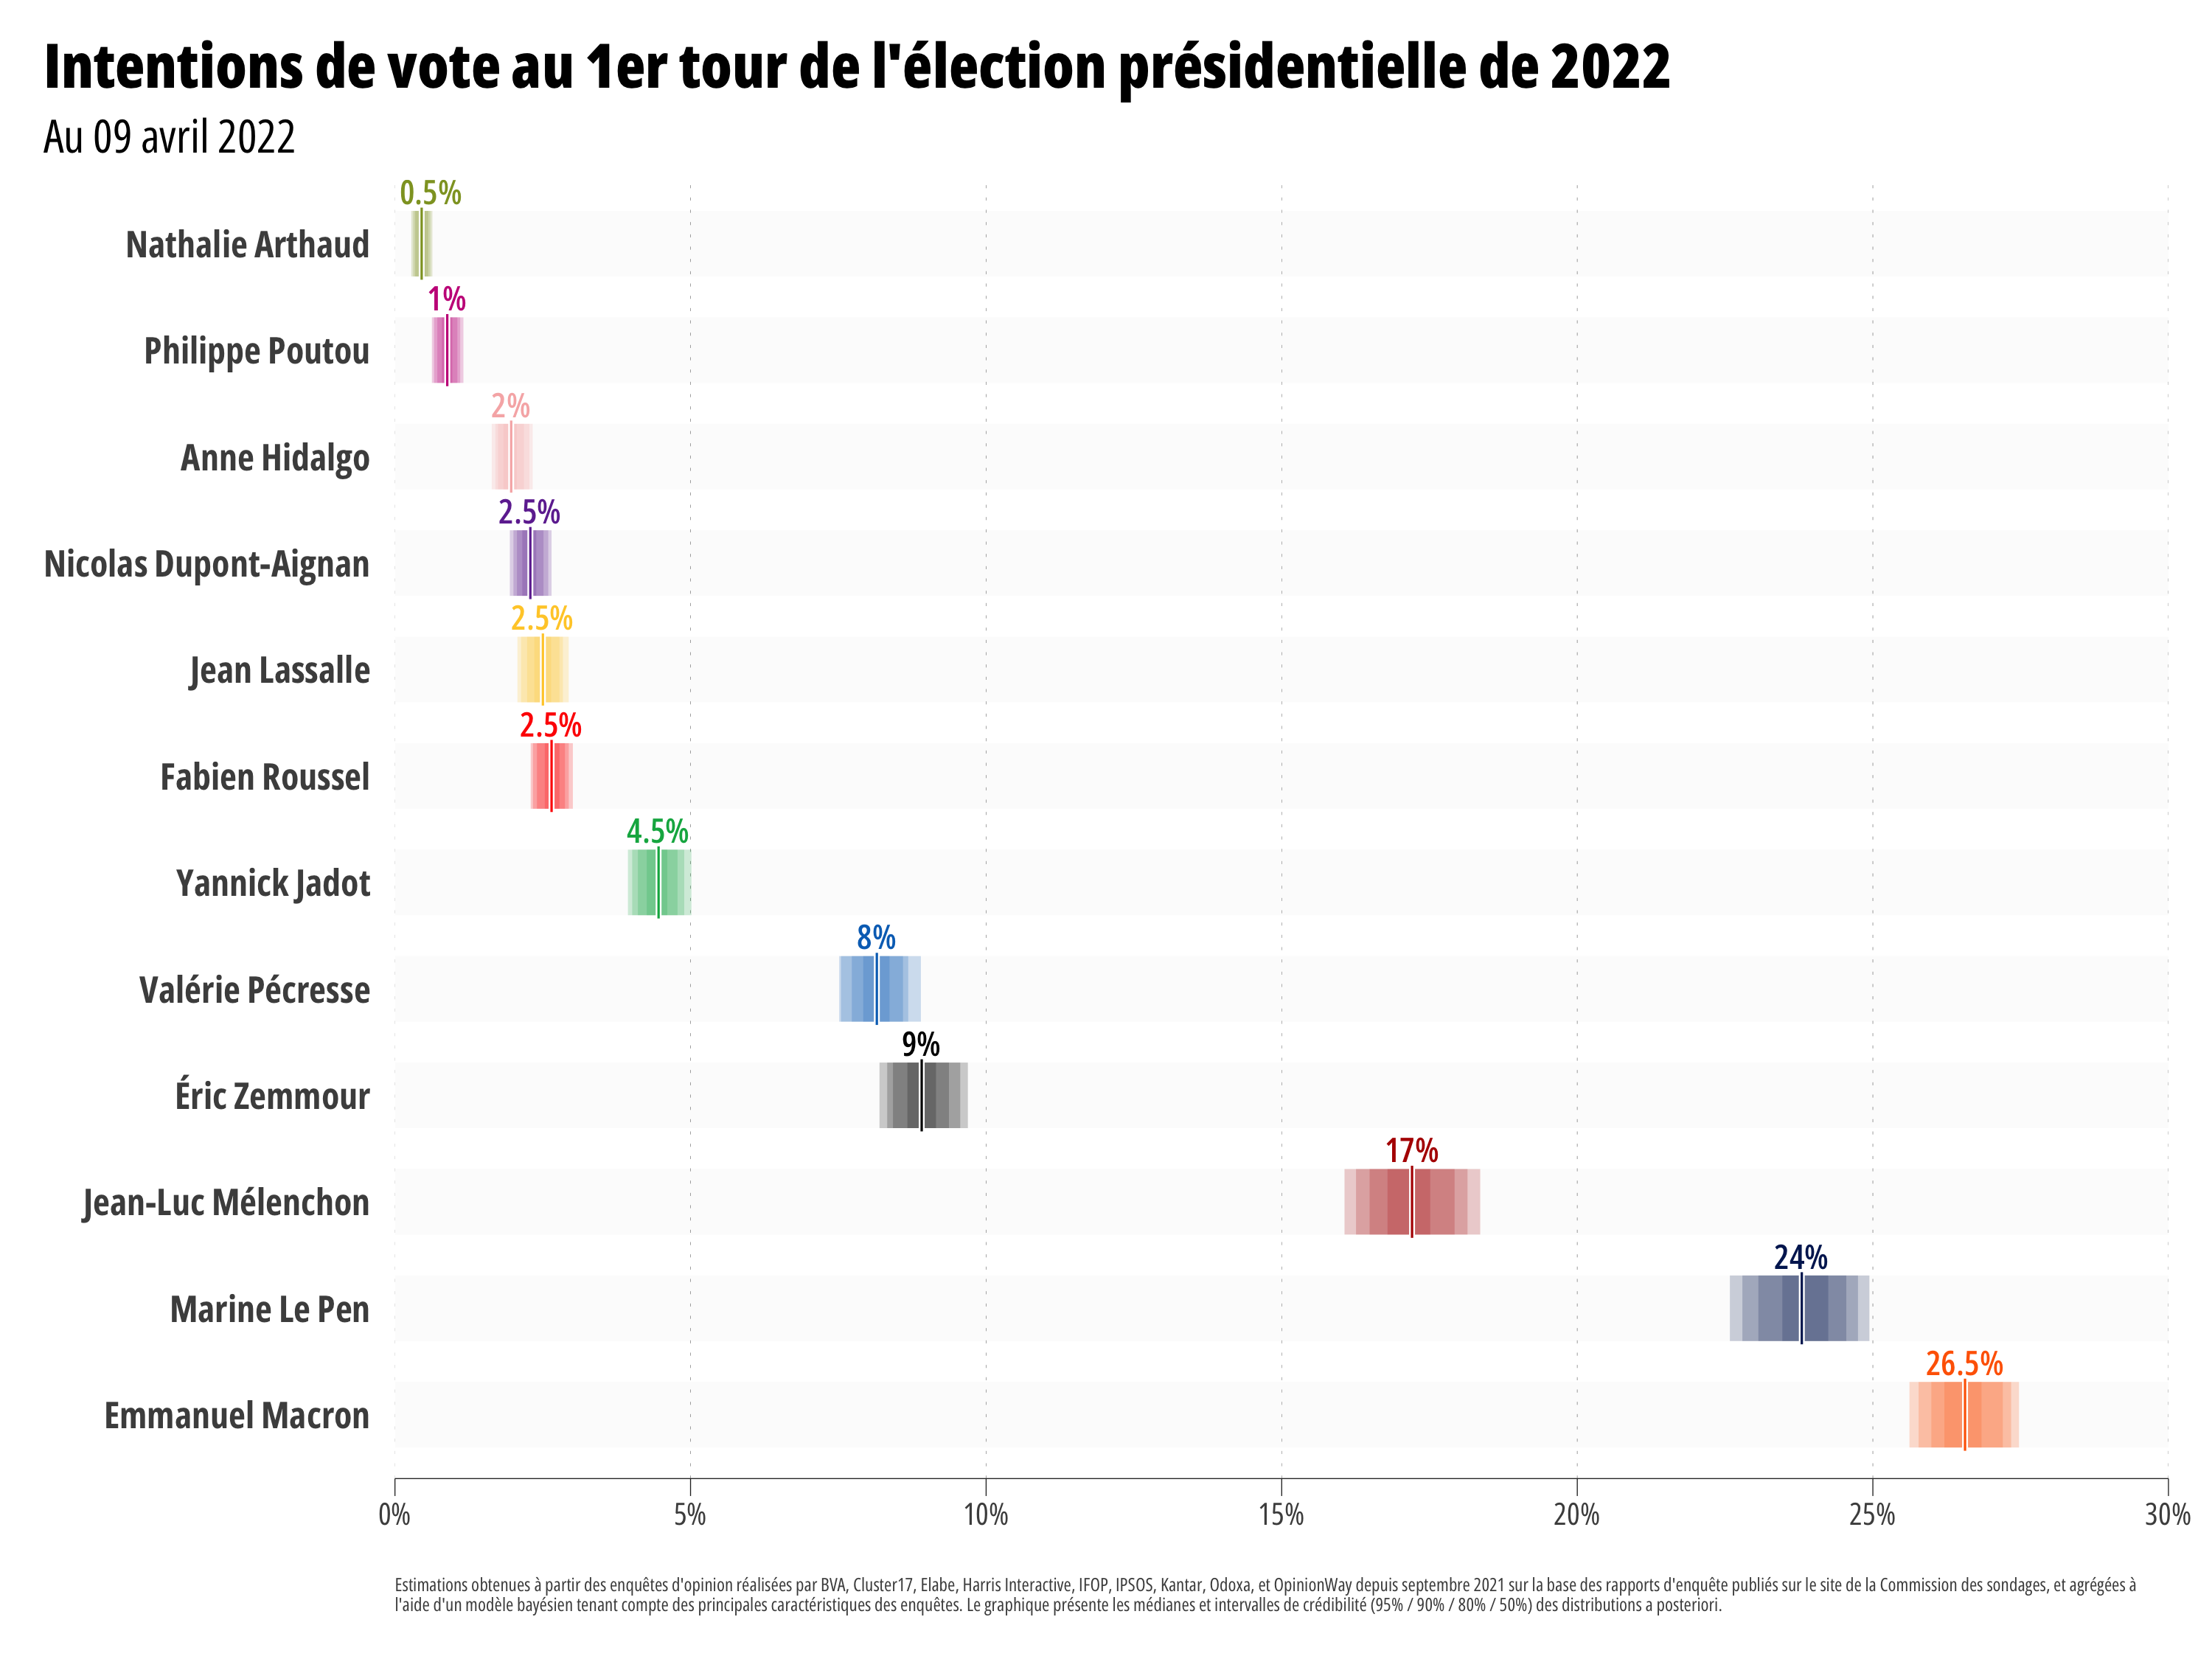 Intentions de vote au 1er tour de l'élection présidentielle de 2022
Au 09 avril 2022
0.5%
Nathalie Arthaud
1%
Philippe Poutou
2%
Anne Hidalgo
2.5%
Nicolas Dupont-Aignan
2.5%
Jean Lassalle
2.5%
Fabien Roussel
4.5%
Yannick Jadot
8%
Valérie Pécresse
9%
Éric Zemmour
17%
Jean-Luc Mélenchon
24%
Marine Le Pen
26.5%
Emmanuel Macron
0% 5% 10% 15% 20% 25% 30%
Estimations obtenues à partir des enquêtes d'opinion réalisées par BVA, Cluster17, Elabe, Harris Interactive, IFOP, IPSOS, Kantar, Odoxa, et OpinionWay depuis septembre 2021 sur la base des rapports d'enquête publiés sur le site de la Commission des sondages, et agrégées à
l'aide d'un modèle bayésien tenant compte des principales caractéristiques des enquêtes. Le graphique présente les médianes et intervalles de crédibilité (95% / 90% / 80% / 50%) des distributions a posteriori.